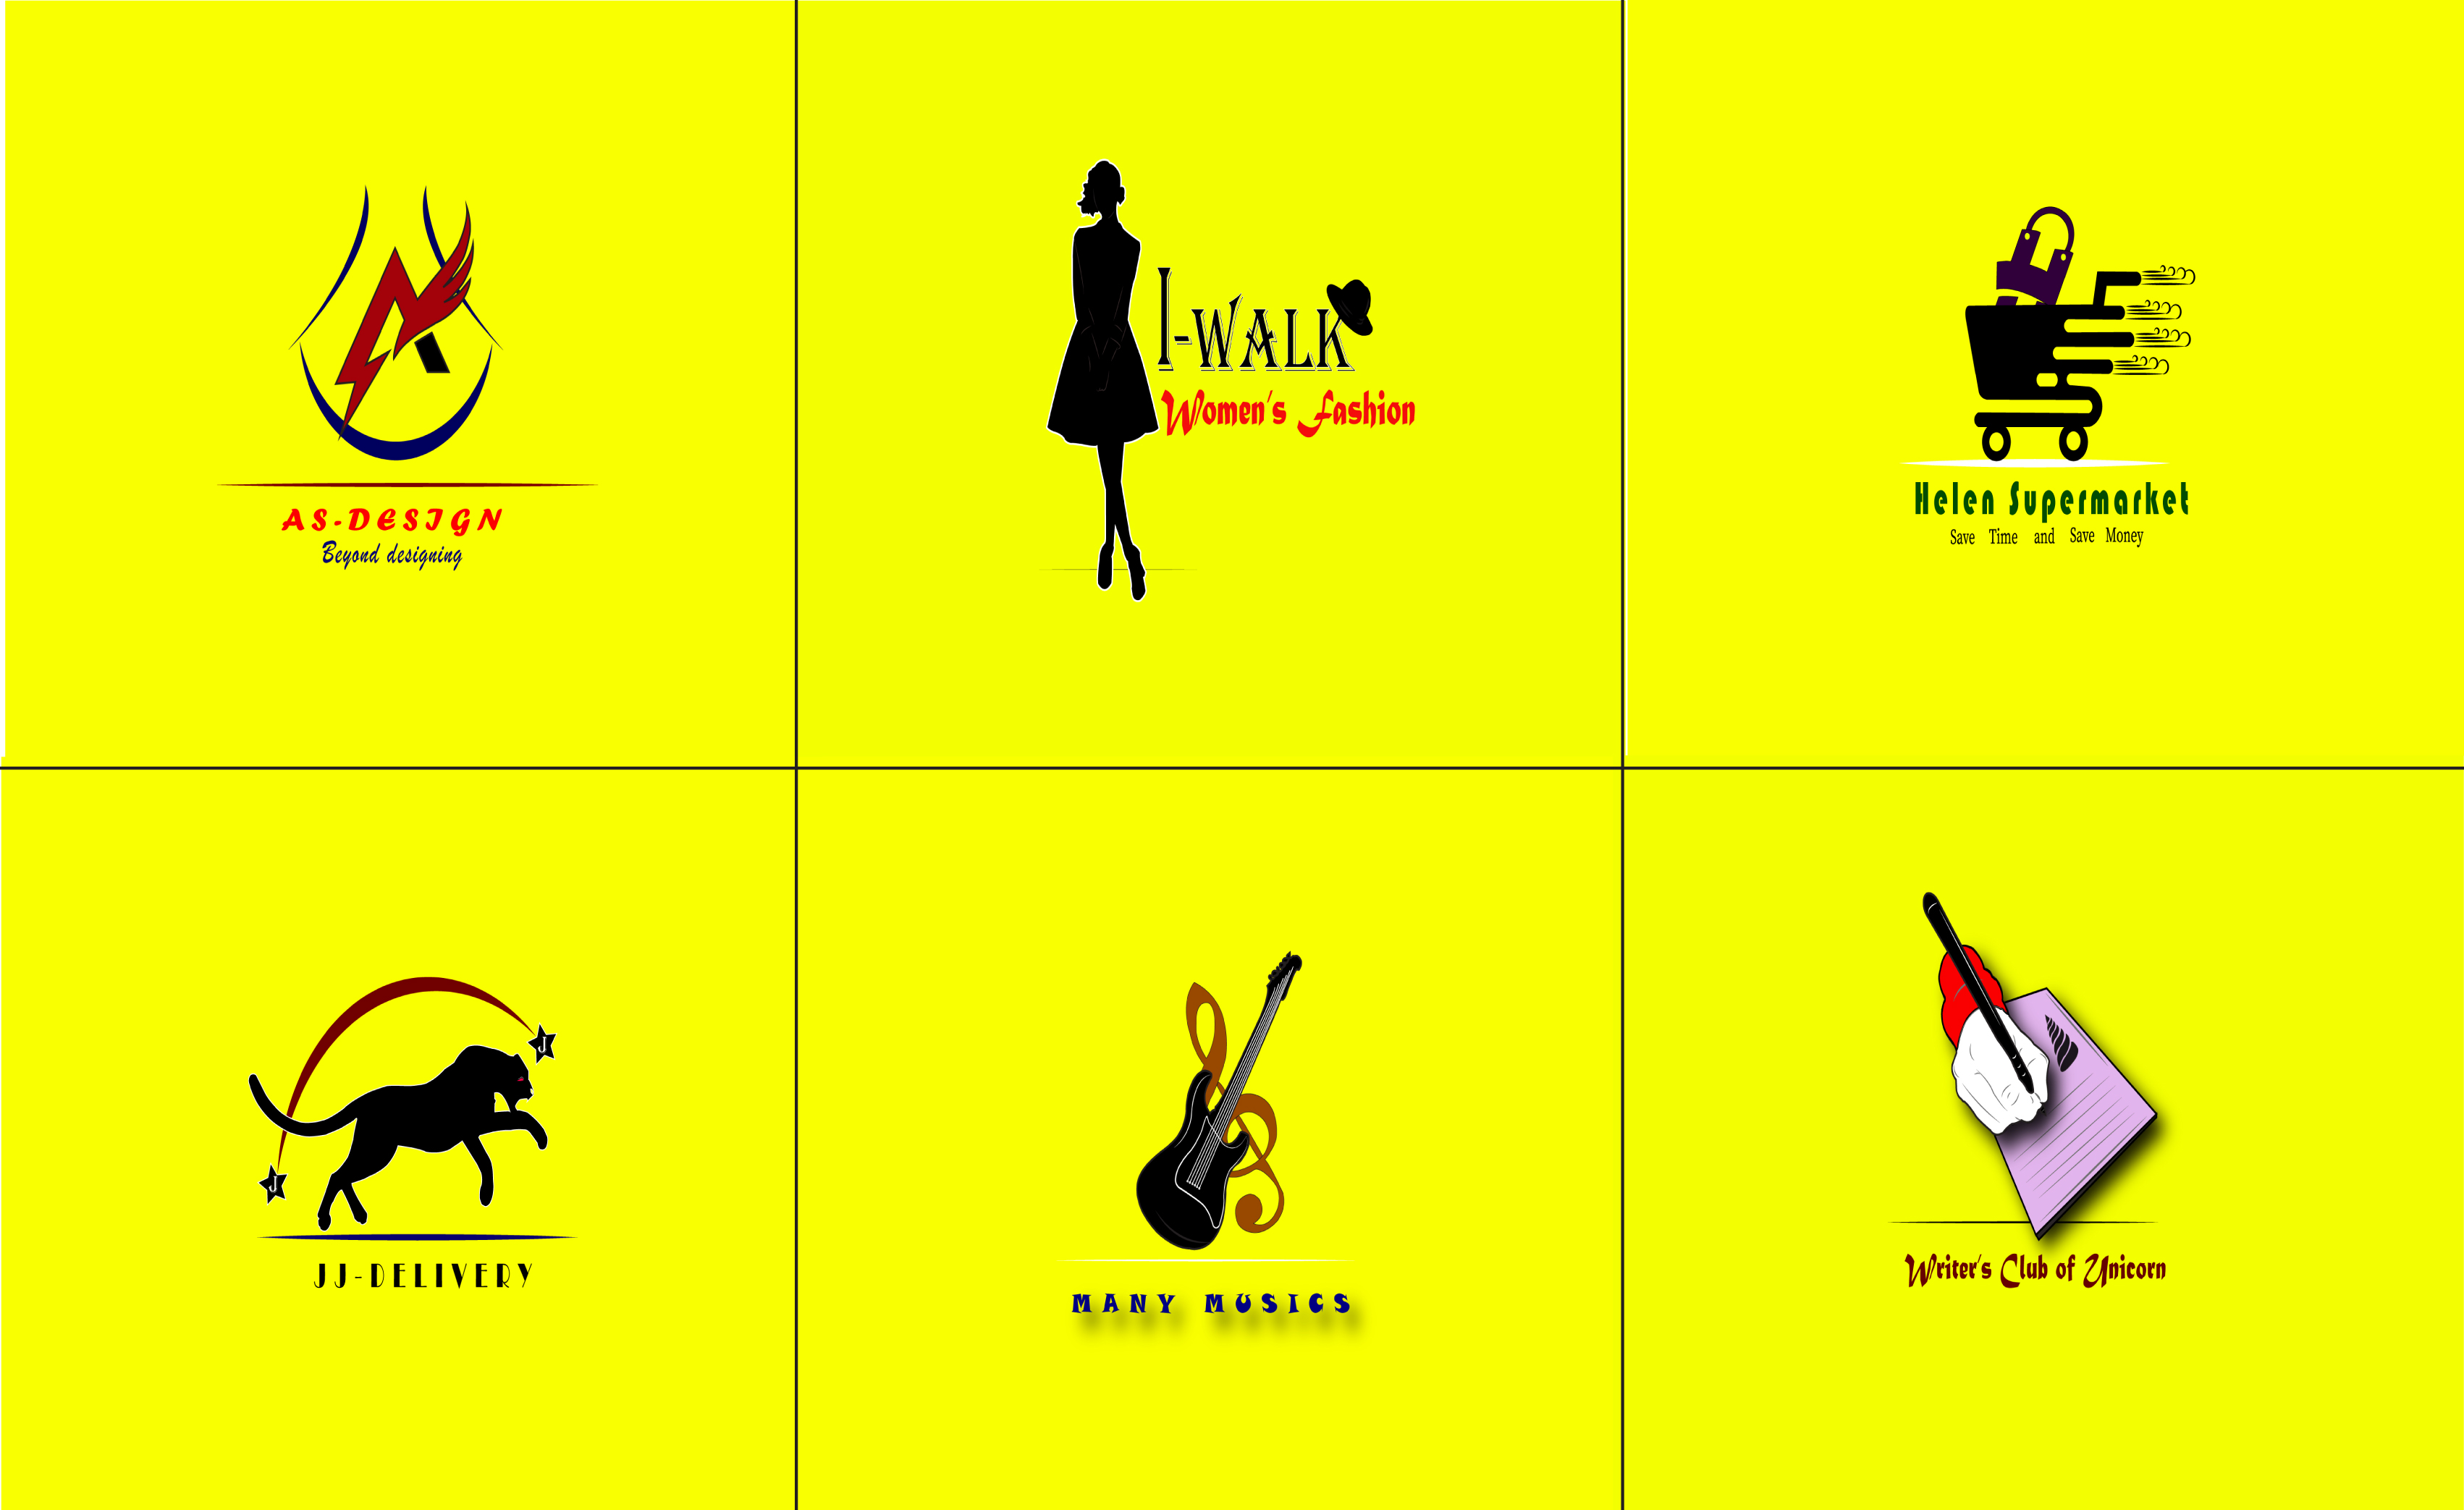 AS-DESIGN
Beyond designing
I-WALK
Women's Fashion
Helen Supermarket
Save Time and Save Money
J
J
JJ-DELIVERY
MANY MUSICS
Writer's Club of Unicorn